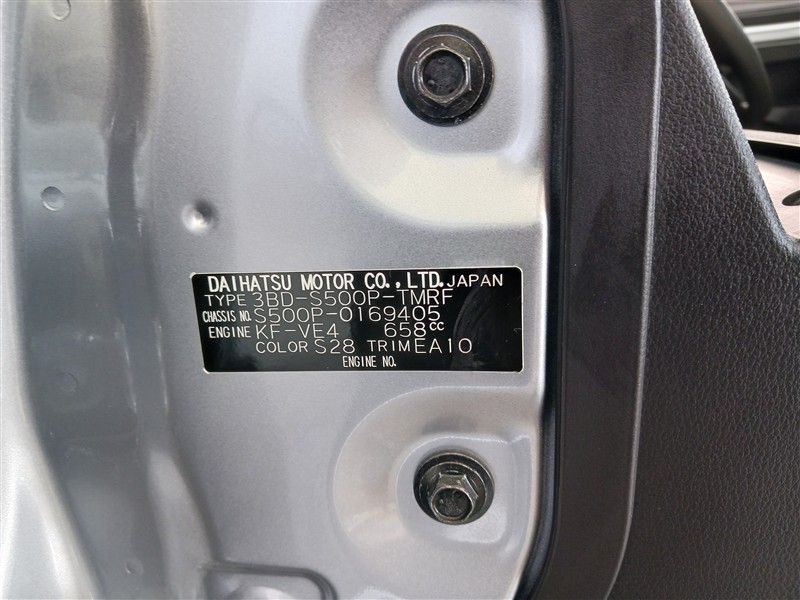 DAIHATSU MOTOR CO.,LTD. JAPAN
TYPE 3BD-S500P-TMRF
CHASSIS NO. S500P-0169405
ENGINE KF-VE4 658cc
COLOR S28 TRIM EA10
ENGINE NO.